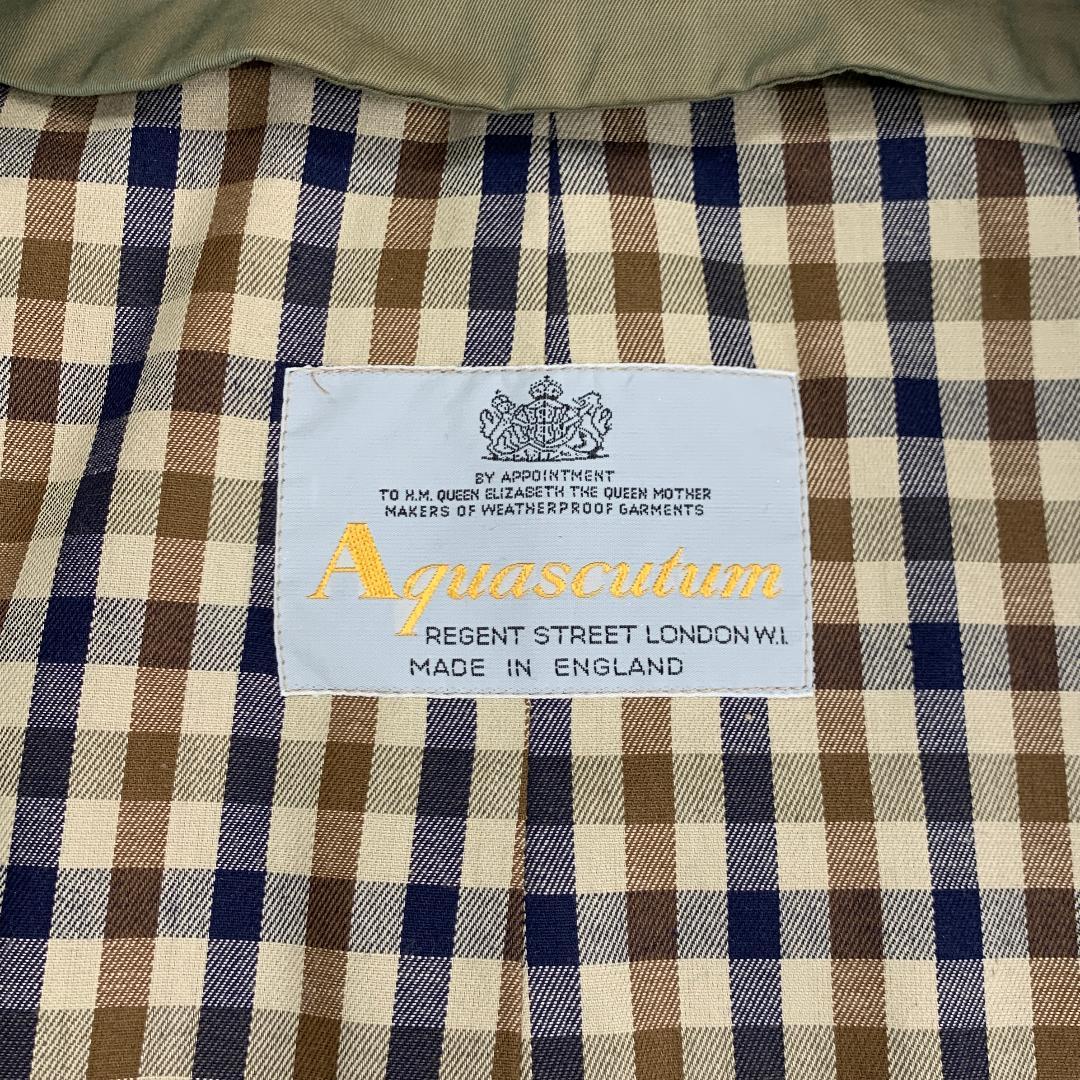 BY APPOINTMENT
TO H.M. QUEEN ELIZABETH THE QUEEN MOTHER
MAKERS OF WEATHERPROOF GARMENTS
Aquascutum
REGENT STREET LONDON W.1.
MADE IN ENGLAND